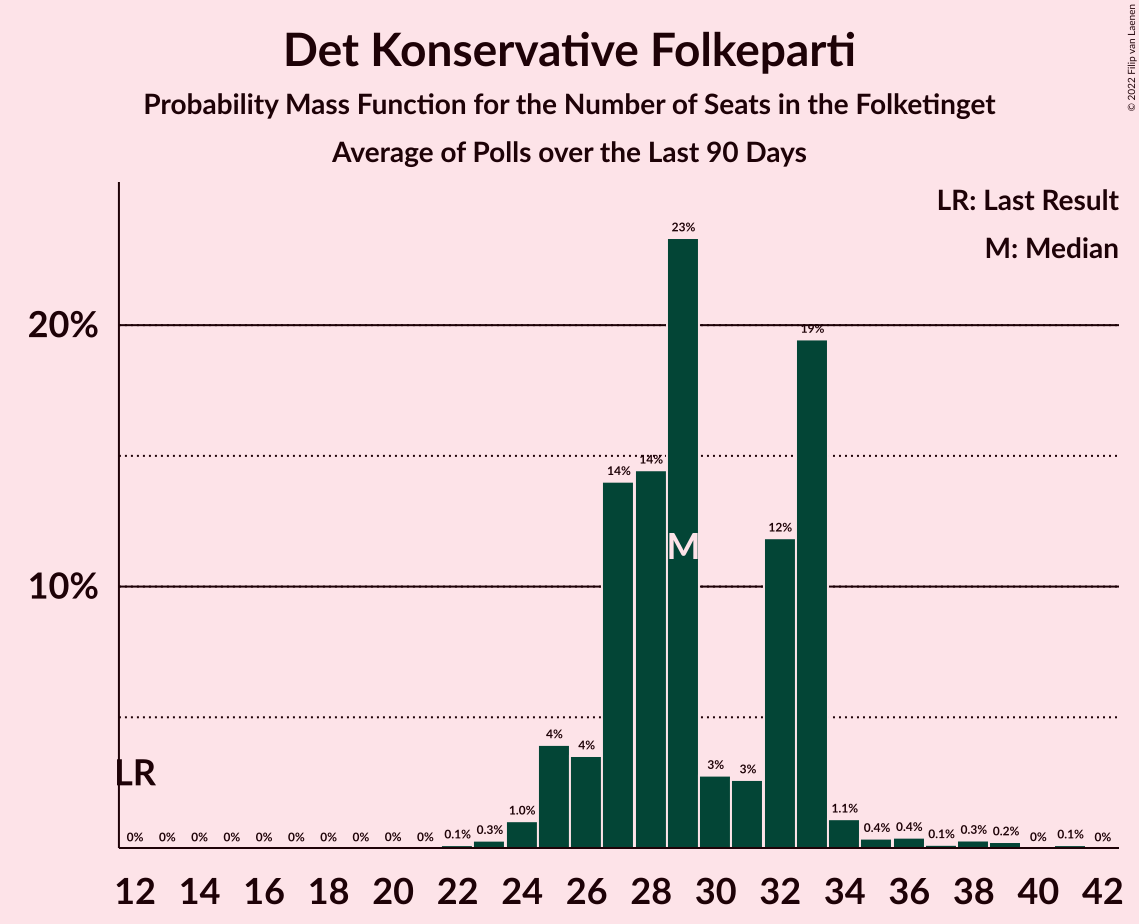 Det Konservative Folkeparti
Probability Mass Function for the Number of Seats in the Folketinget
Average of Polls over the Last 90 Days
© 2022 Filip van Laenen
LR: Last Result
M: Median
20%
10%
23%
19%
14% 14%
12%
M
4% 4% 3% 3%
LR
0% 0% 0% 0% 0% 0% 0% 0% 0% 0% 0.1% 0.3% 1.0% 1.1% 0.4% 0.4% 0.1% 0.3% 0.2% 0% 0.1% 0%
12 14 16 18 20 22 24 26 28 30 32 34 36 38 40 42